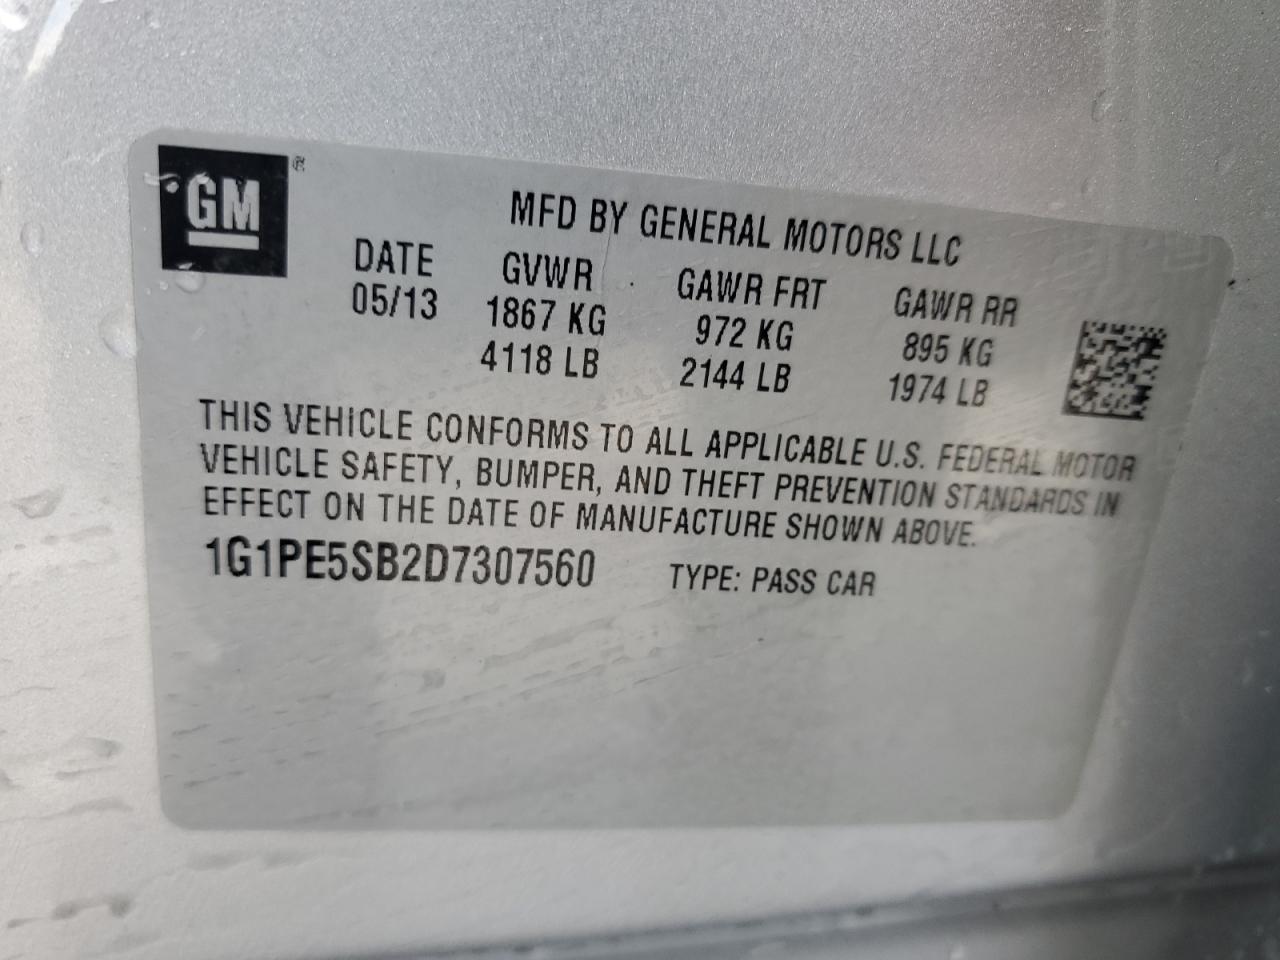 GM ®
MFD BY GENERAL MOTORS LLC
DATE GVWR GAWR FRT GAWR RR
05/13 1867 KG 972 KG 895 KG
4118 LB 2144 LB 1974 LB
THIS VEHICLE CONFORMS TO ALL APPLICABLE U.S. FEDERAL MOTOR
VEHICLE SAFETY, BUMPER, AND THEFT PREVENTION STANDARDS IN
EFFECT ON THE DATE OF MANUFACTURE SHOWN ABOVE.
1G1PE5SB2D7307560 TYPE: PASS CAR